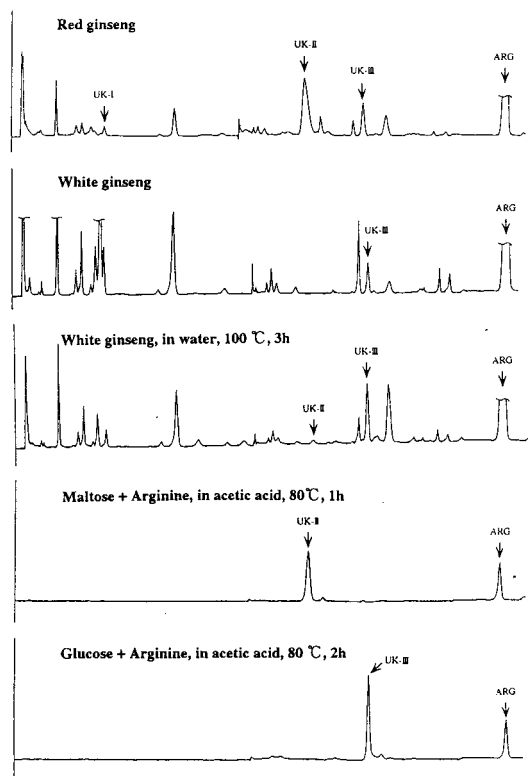 Red ginseng
UK-I
UK-II
UK-III
ARG
White ginseng
UK-III
ARG
White ginseng, in water, 100 ℃, 3h
UK-II
UK-III
ARG
Maltose + Arginine, in acetic acid, 80℃, 1h
UK-II
ARG
Glucose + Arginine, in acetic acid, 80 ℃, 2h
UK-III
ARG